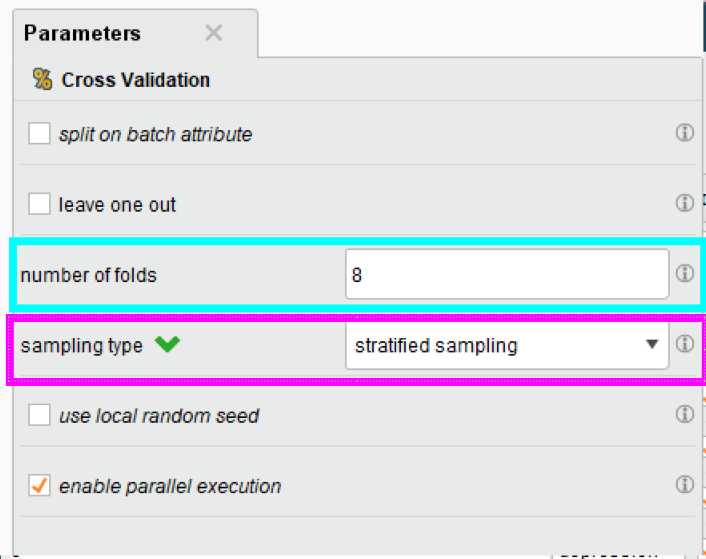 Parameters
Cross Validation
split on batch attribute
leave one out
number of folds 8
sampling type stratified sampling
use local random seed
enable parallel execution